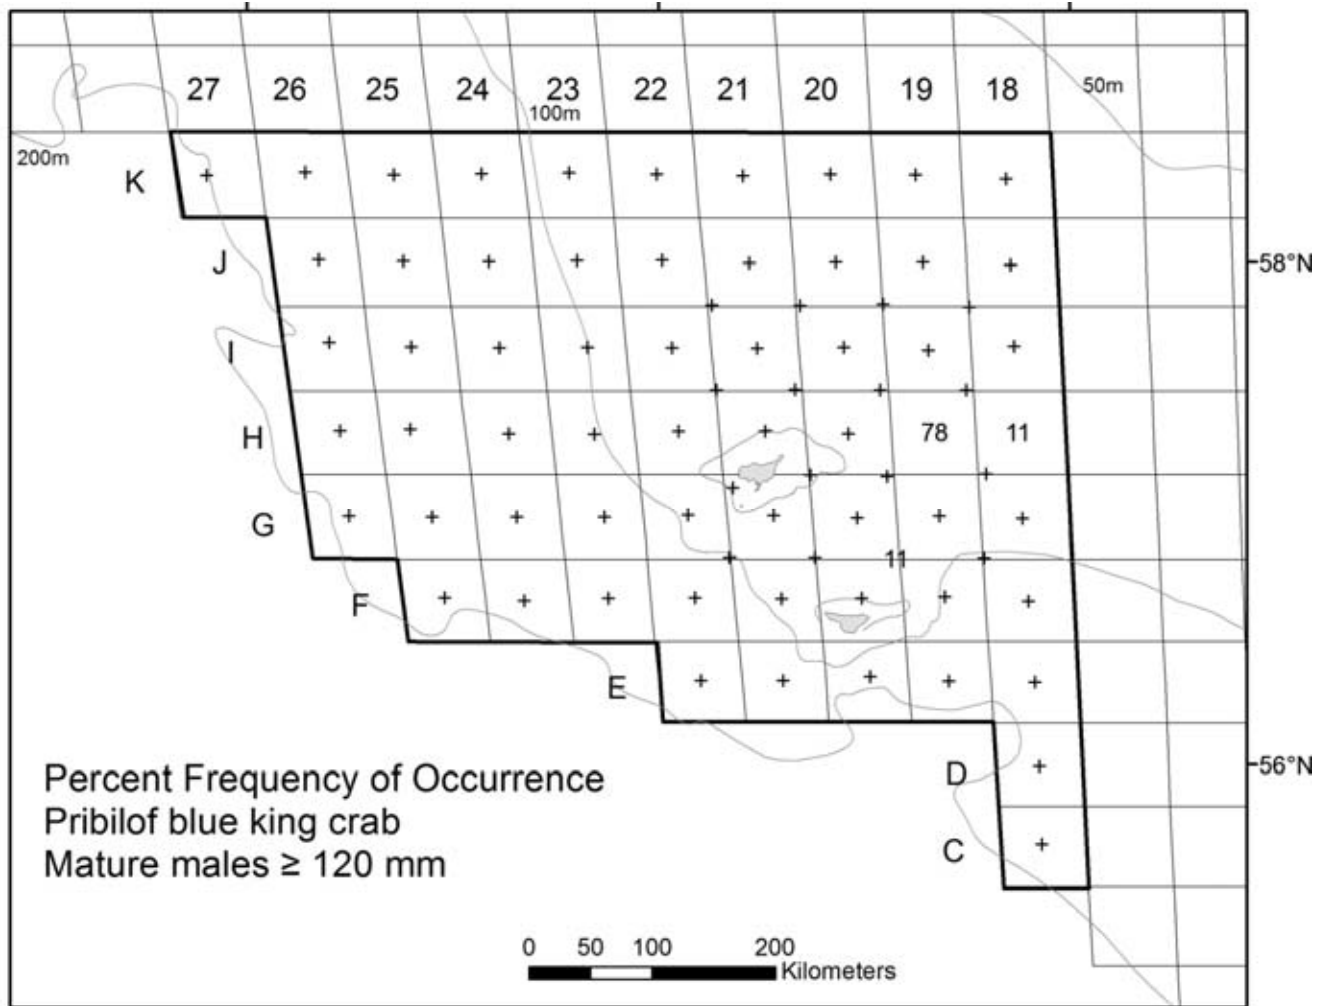 27 26 25 24 23 22 21 20 19 18
50m
100m
200m
K
J
58°N
I
H
78 11
G
11
F
E
D
56°N
C
Percent Frequency of Occurrence
Pribilof blue king crab
Mature males ≥ 120 mm
0 50 100 200
Kilometers